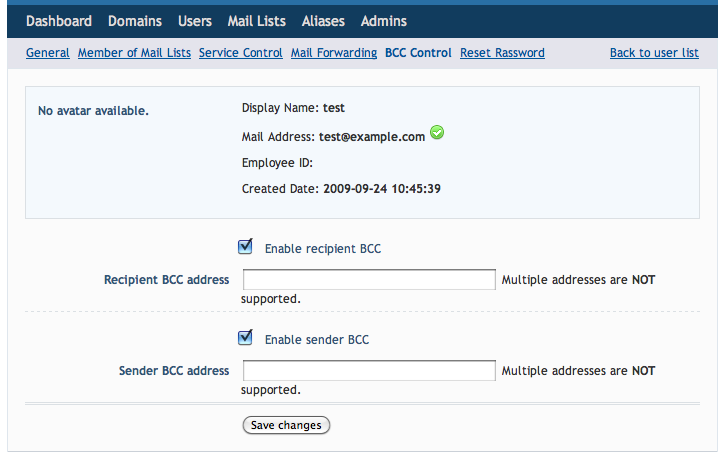 Dashboard Domains Users Mail Lists Aliases Admins
General Member of Mail Lists Service Control Mail Forwarding BCC Control Reset Rassword Back to user list
No avatar available.
Display Name: test
Mail Address: test@example.com
Employee ID:
Created Date: 2009-09-24 10:45:39
Enable recipient BCC
Recipient BCC address Multiple addresses are NOT
supported.
Enable sender BCC
Sender BCC address Multiple addresses are NOT
supported.
Save changes